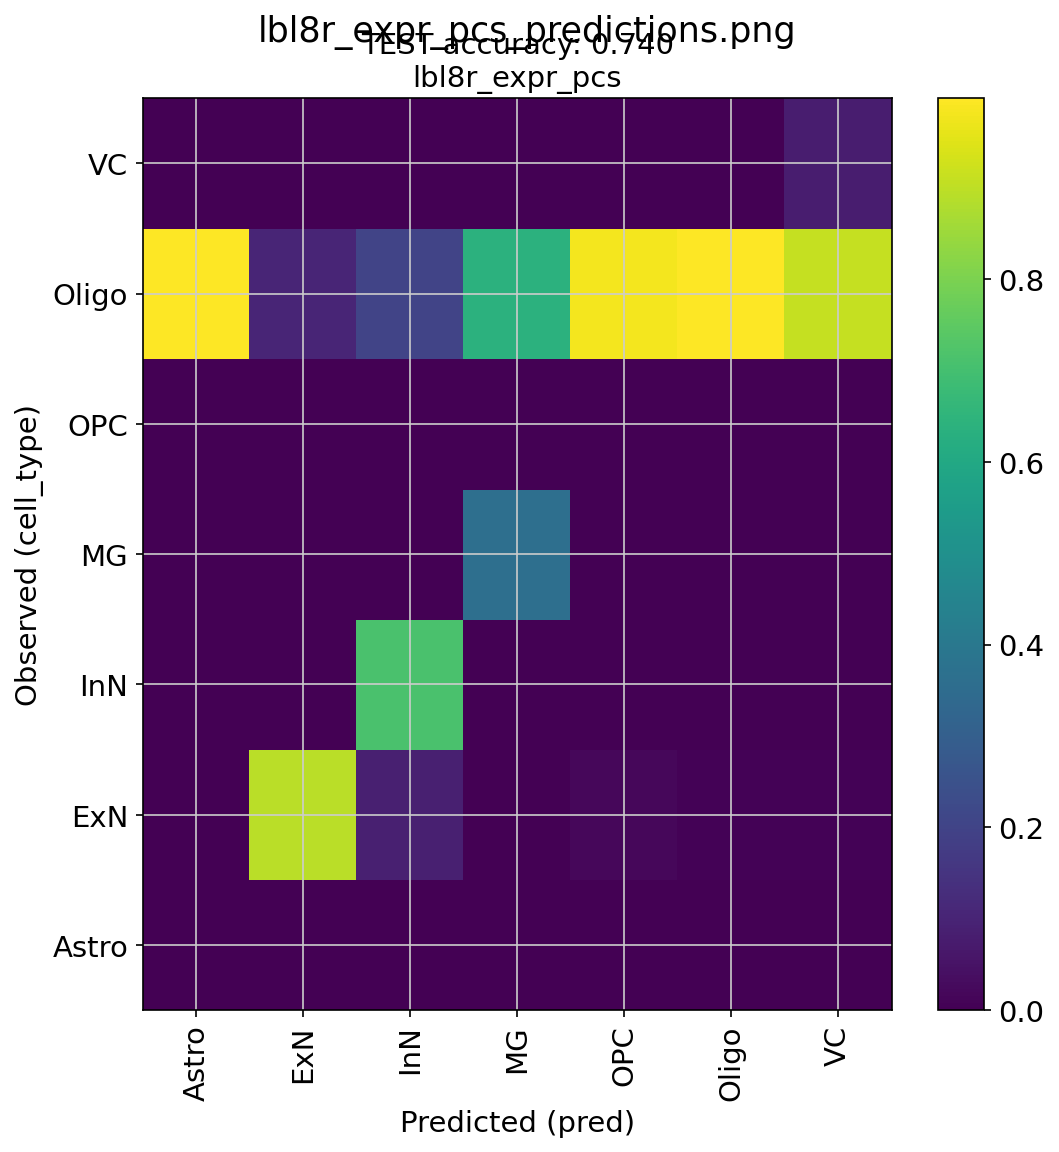 lbl8r_expr_pcs_predictions.png
— TEST accuracy: 0.740
lbl8r_expr_pcs
VC
Oligo
OPC
MG
InN
ExN
Astro
Observed (cell_type)
Astro
ExN
InN
MG
OPC
Oligo
VC
Predicted (pred)
0.8
0.6
0.4
0.2
0.0